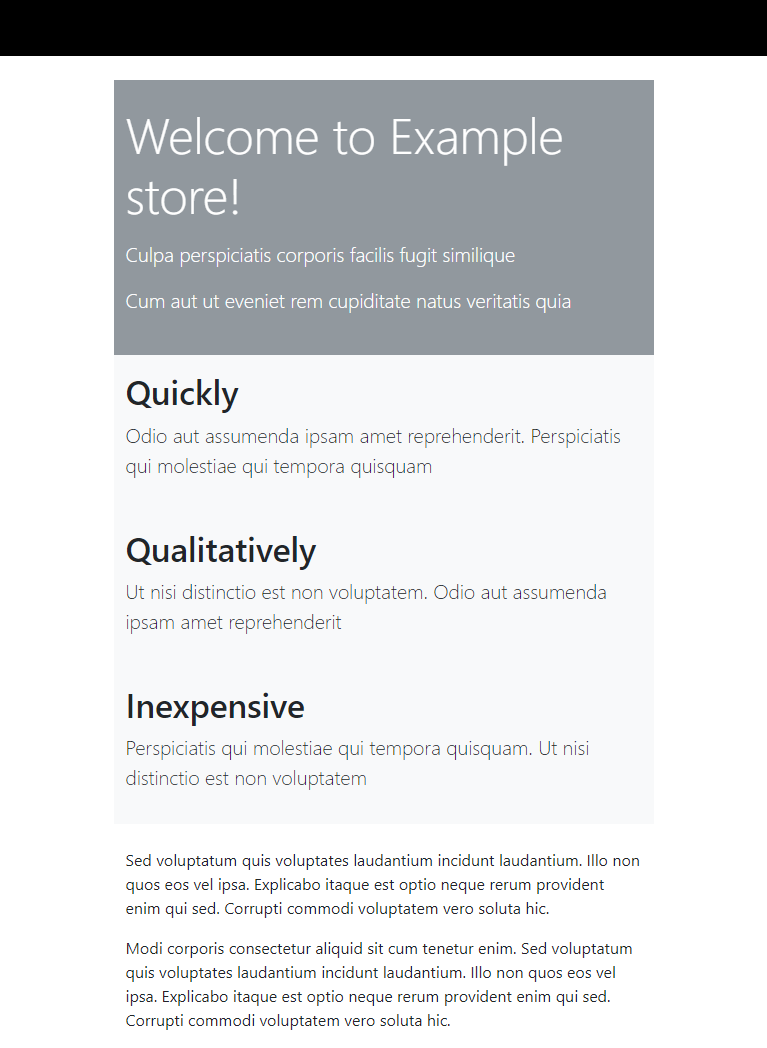 Welcome to Example
store!
Culpa perspiciatis corporis facilis fugit similique
Cum aut ut eveniet rem cupiditate natus veritatis quia
Quickly
Odio aut assumenda ipsam amet reprehenderit. Perspiciatis
qui molestiae qui tempora quisquam
Qualitatively
Ut nisi distinctio est non voluptatem. Odio aut assumenda
ipsam amet reprehenderit
Inexpensive
Perspiciatis qui molestiae qui tempora quisquam. Ut nisi
distinctio est non voluptatem
Sed voluptatum quis voluptates laudantium incidunt laudantium. Illo non
quos eos vel ipsa. Explicabo itaque est optio neque rerum provident
enim qui sed. Corrupti commodi voluptatem vero soluta hic.
Modi corporis consectetur aliquid sit cum tenetur enim. Sed voluptatum
quis voluptates laudantium incidunt laudantium. Illo non quos eos vel
ipsa. Explicabo itaque est optio neque rerum provident enim qui sed.
Corrupti commodi voluptatem vero soluta hic.